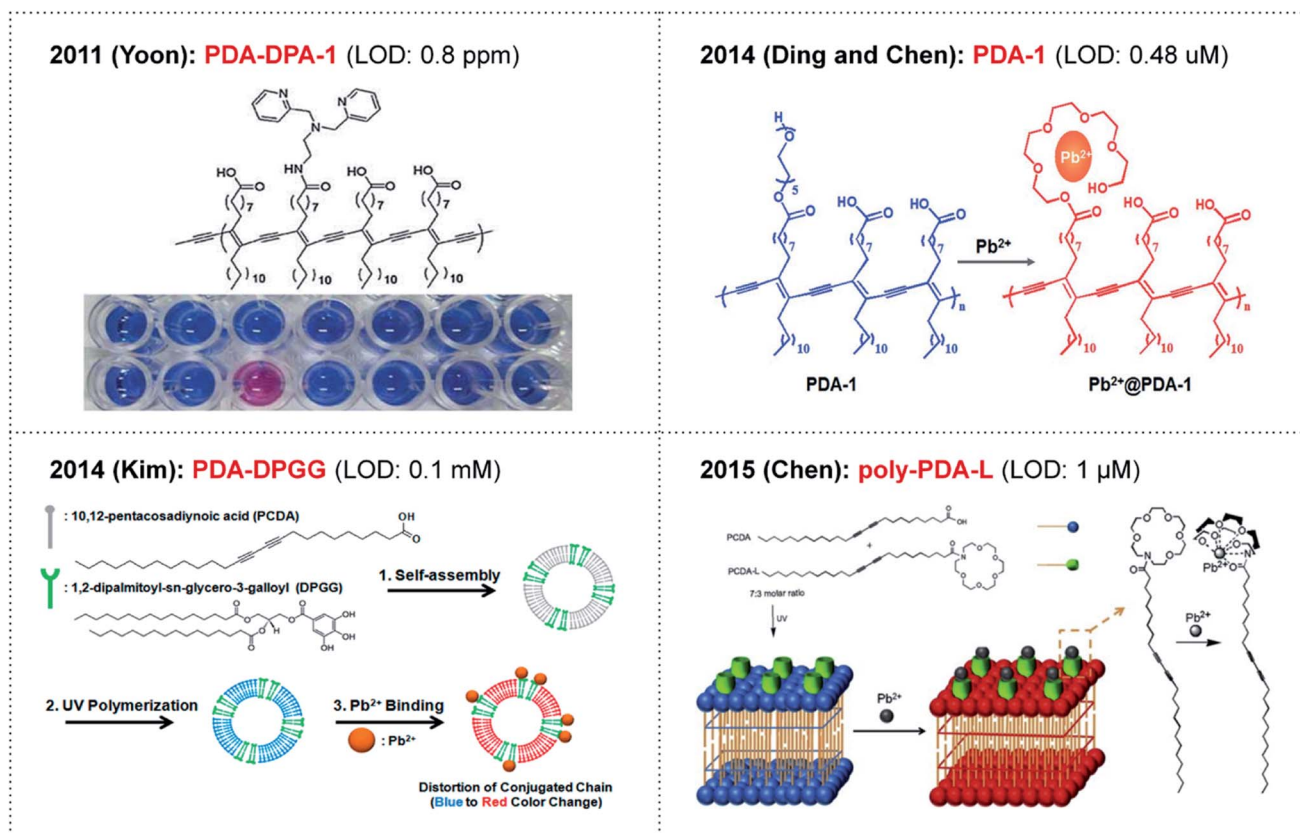 2011 (Yoon): PDA-DPA-1 (LOD: 0.8 ppm)
N
N
N
HN
HO
O
O
HO
O
HO
O
( )7
( )7
( )7
( )7
( )10
( )10
( )10
( )10
2014 (Ding and Chen): PDA-1 (LOD: 0.48 uM)
H
O
O
5
O
O
HO
O
HO
O
7
7
7
n
10
10
10
PDA-1
Pb²⁺
O
O
O
O
O
HO
Pb²⁺
O
O
HO
O
HO
O
7
7
7
n
10
10
10
Pb²⁺@PDA-1
2014 (Kim): PDA-DPGG (LOD: 0.1 mM)
: 10,12-pentacosadiynoic acid (PCDA)
OH
O
: 1,2-dipalmitoyl-sn-glycero-3-galloyl (DPGG)
O
O
O
O
H
O
O
OH
OH
OH
1. Self-assembly
2. UV Polymerization
3. Pb²⁺ Binding
: Pb²⁺
Distortion of Conjugated Chain
(Blue to Red Color Change)
2015 (Chen): poly-PDA-L (LOD: 1 µM)
PCDA
O
OH
+
PCDA-L
O
N
O
O
O
O
O
7:3 molar ratio
UV
Pb²⁺
O
O
O
O
O
N
O
Pb²⁺
Pb²⁺
N
O